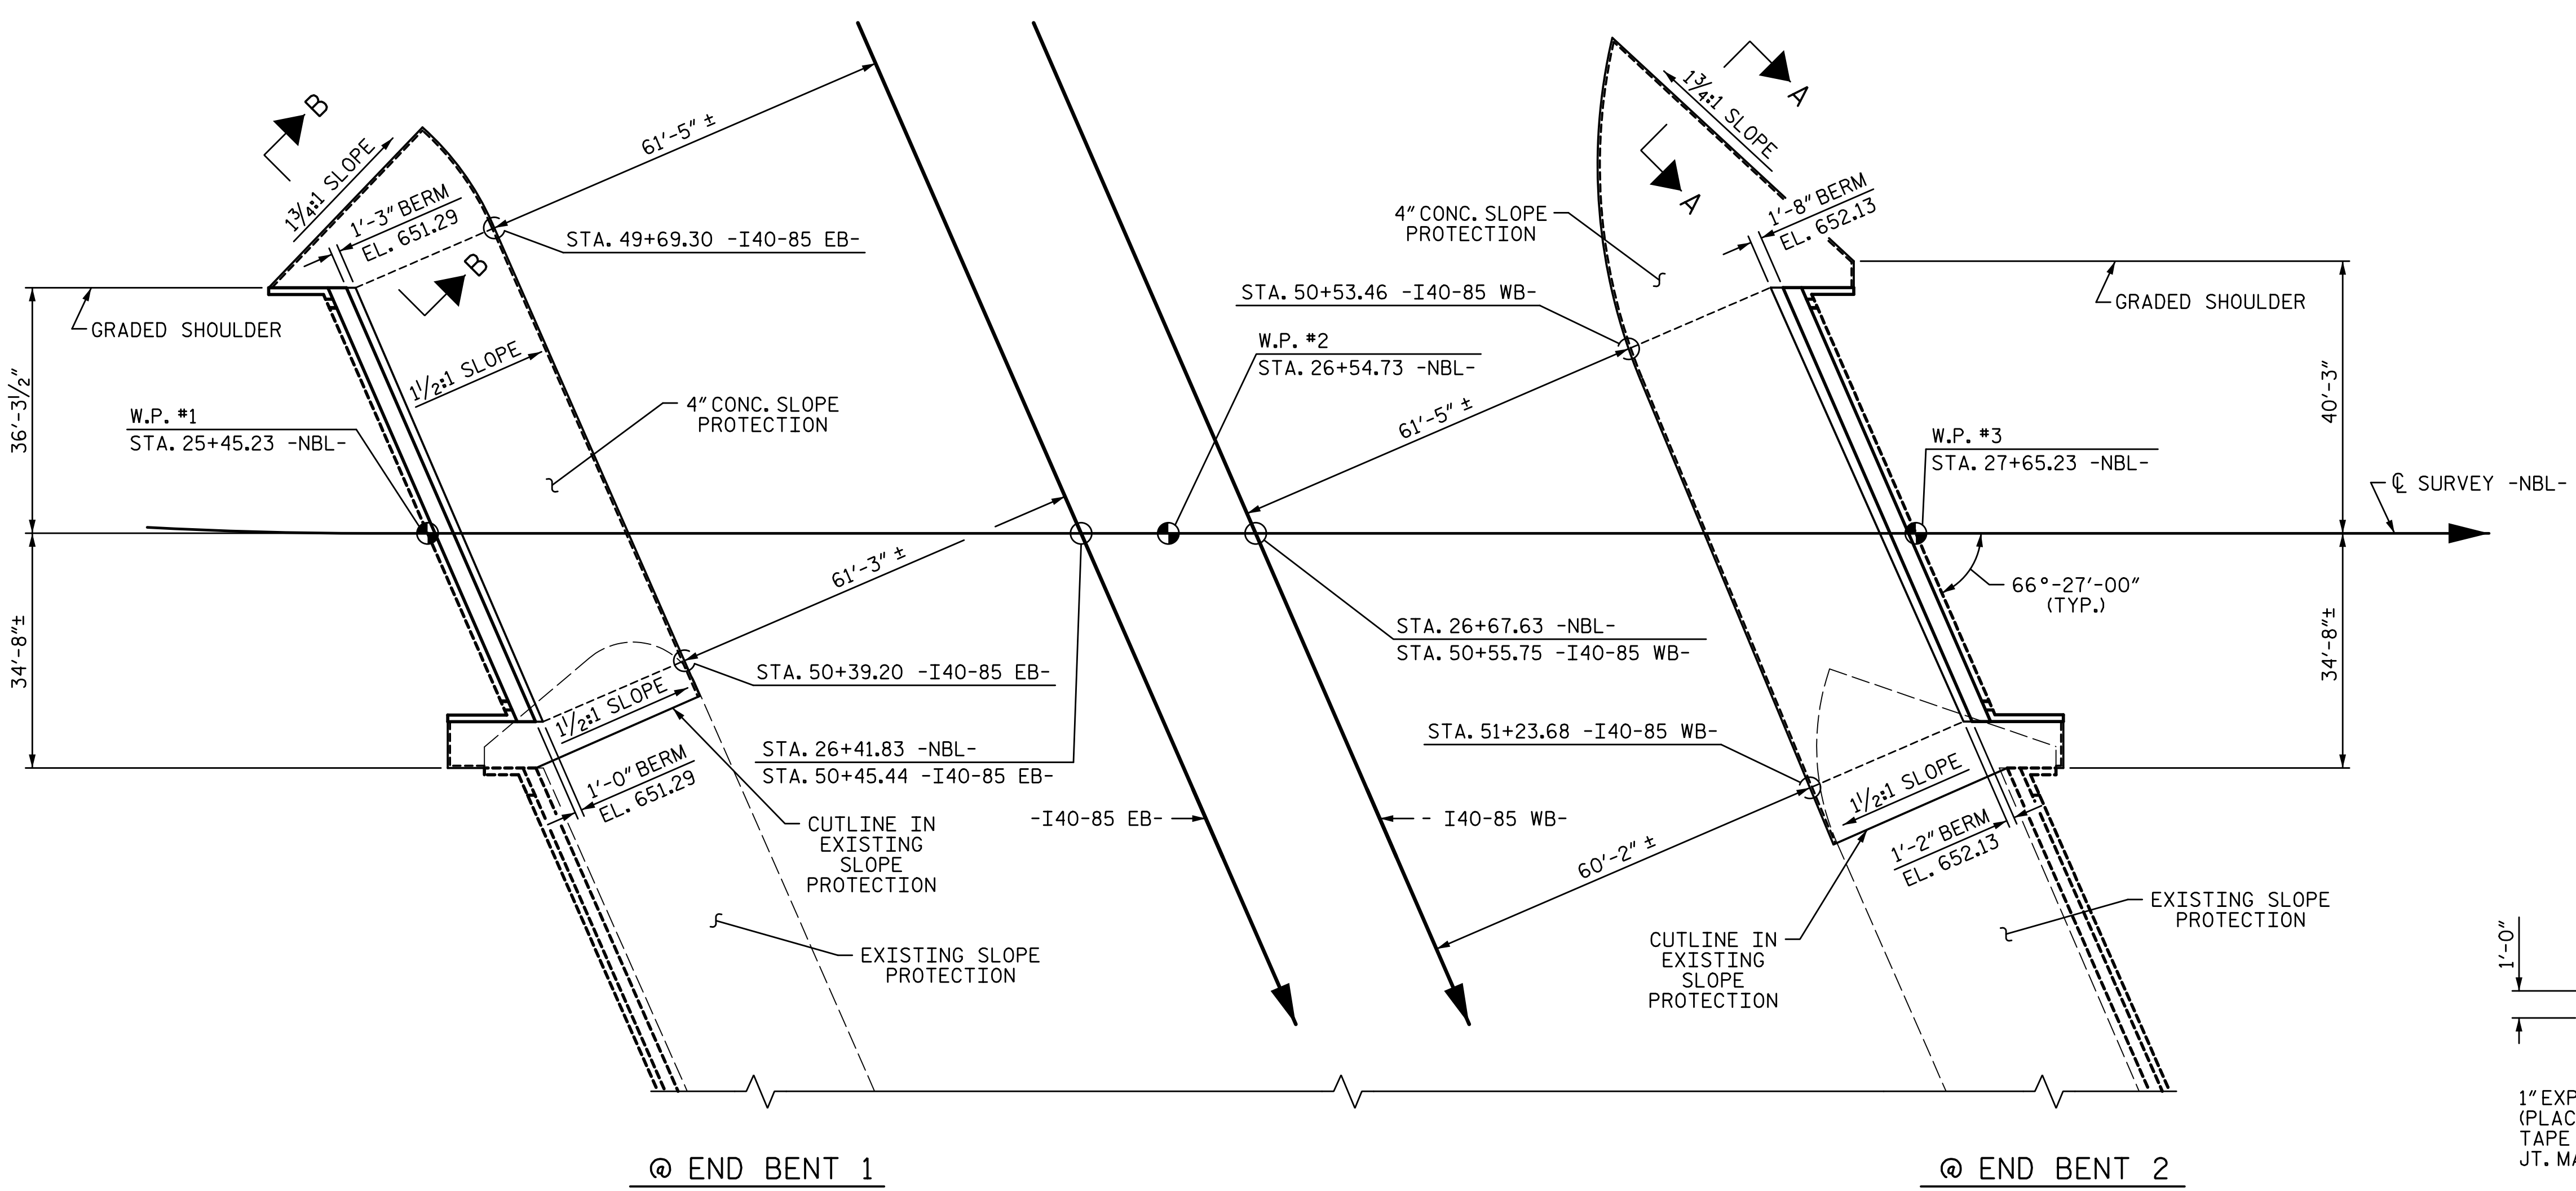 B
1¾:1 SLOPE
1'-3" BERM
EL. 651.29
B
61'-5" ±
STA. 49+69.30 -I40-85 EB-
GRADED SHOULDER
36'-3½"
34'-8"±
1½:1 SLOPE
W.P. #1
STA. 25+45.23 -NBL-
4" CONC. SLOPE
PROTECTION
61'-3" ±
STA. 50+39.20 -I40-85 EB-
1½:1 SLOPE
1'-0" BERM
EL. 651.29
STA. 26+41.83 -NBL-
STA. 50+45.44 -I40-85 EB-
CUTLINE IN
EXISTING
SLOPE
PROTECTION
EXISTING SLOPE
PROTECTION
-I40-85 EB-
- I40-85 WB-
A
1¾:1 SLOPE
A
4" CONC. SLOPE
PROTECTION
1'-8" BERM
EL. 652.13
STA. 50+53.46 -I40-85 WB-
W.P. #2
STA. 26+54.73 -NBL-
61'-5" ±
GRADED SHOULDER
40'-3"
34'-8"±
W.P. #3
STA. 27+65.23 -NBL-
℄ SURVEY -NBL-
66°-27'-00"
(TYP.)
STA. 26+67.63 -NBL-
STA. 50+55.75 -I40-85 WB-
STA. 51+23.68 -I40-85 WB-
1½:1 SLOPE
1'-2" BERM
EL. 652.13
60'-2" ±
CUTLINE IN
EXISTING
SLOPE
PROTECTION
EXISTING SLOPE
PROTECTION
1'-0"
1" EXP
(PLAC
TAPE
JT. MA
@ END BENT 1
@ END BENT 2